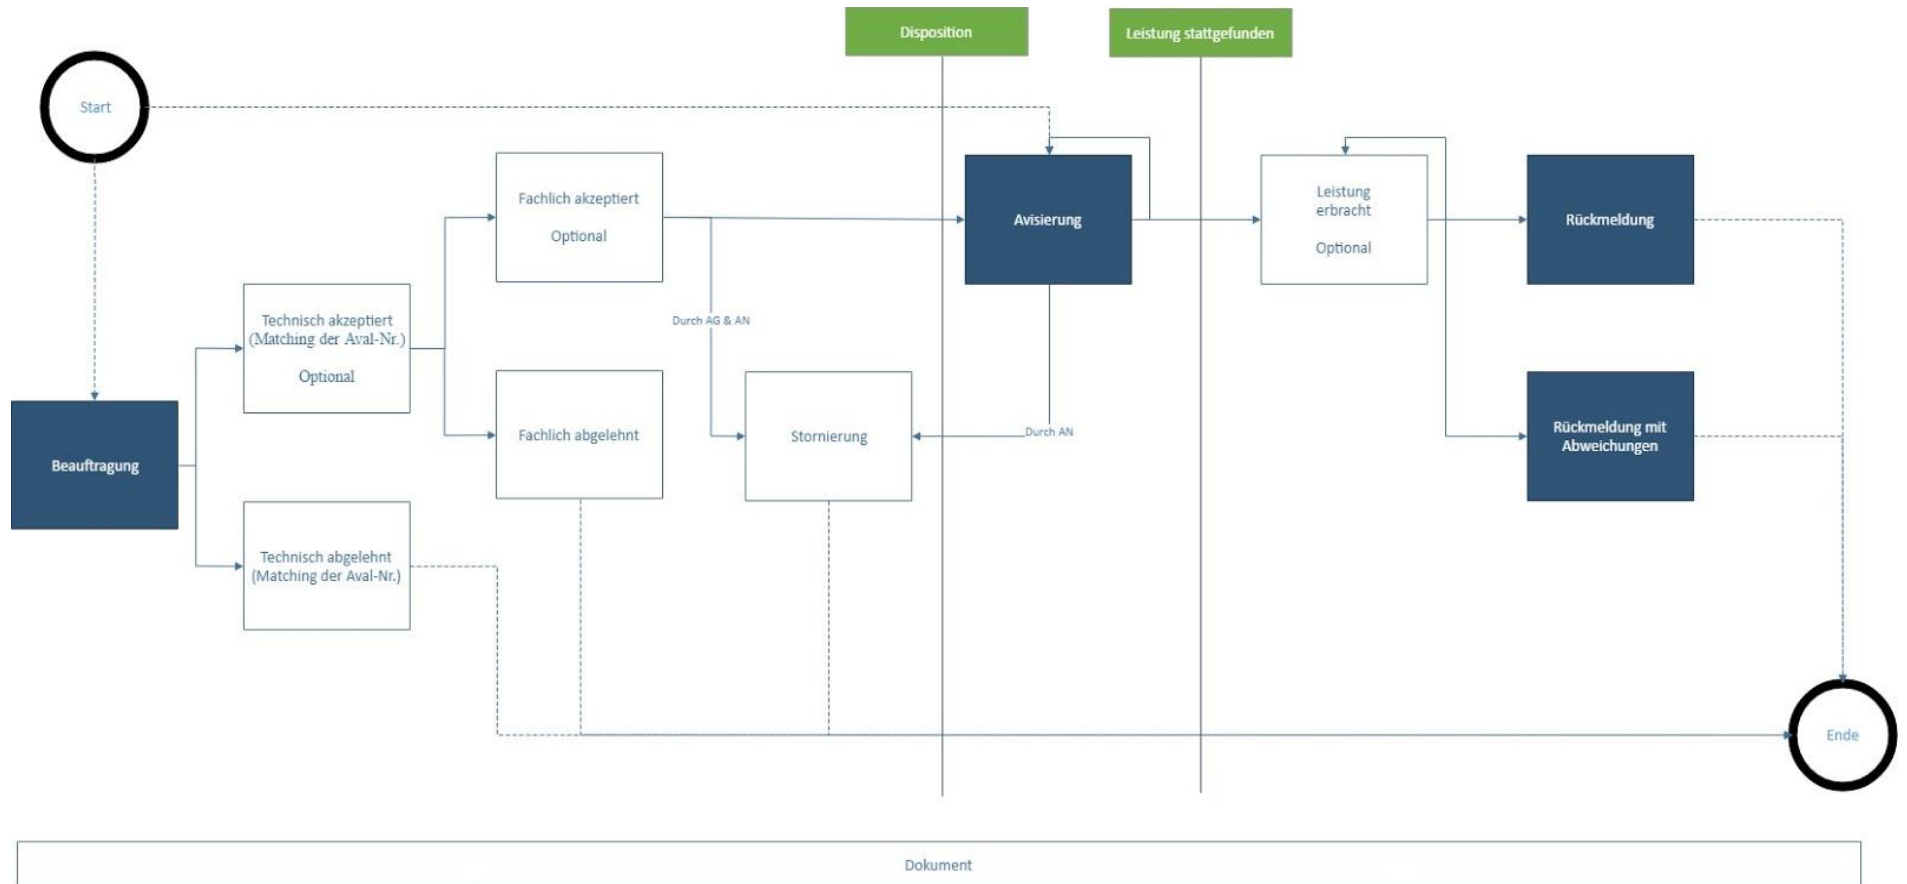 Disposition
Leistung stattgefunden
Start
Fachlich akzeptiert
Optional
Avisierung
Leistung
erbracht
Optional
Rückmeldung
Durch AG & AN
Technisch akzeptiert
(Matching der Aval-Nr.)
Optional
Fachlich abgelehnt
Stornierung
Durch AN
Rückmeldung mit
Abweichungen
Beauftragung
Technisch abgelehnt
(Matching der Aval-Nr.)
Ende
Dokument